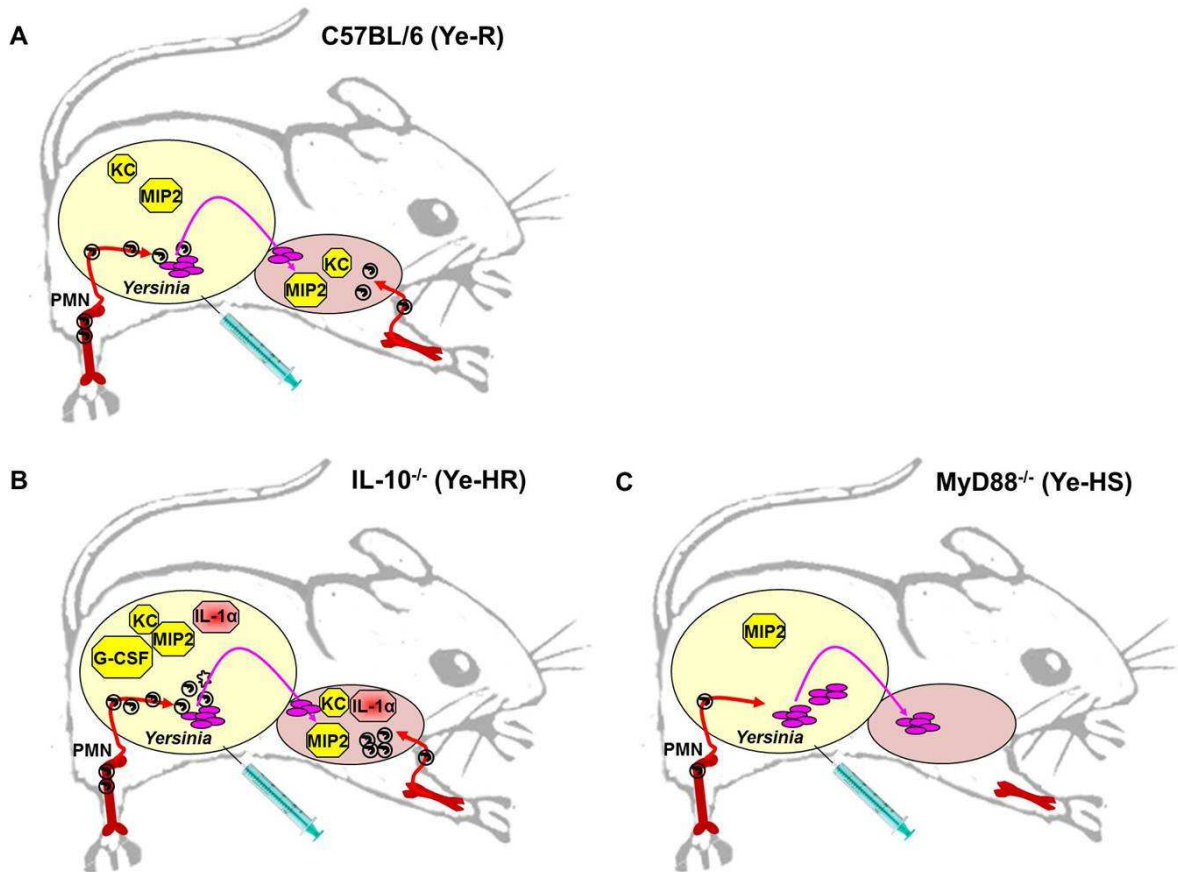 A
C57BL/6 (Ye-R)
KC
MIP2
Yersinia
PMN
KC
MIP2
B
IL-10-/- (Ye-HR)
KC
IL-1α
MIP2
G-CSF
Yersinia
PMN
KC
IL-1α
MIP2
C
MyD88-/- (Ye-HS)
MIP2
Yersinia
PMN